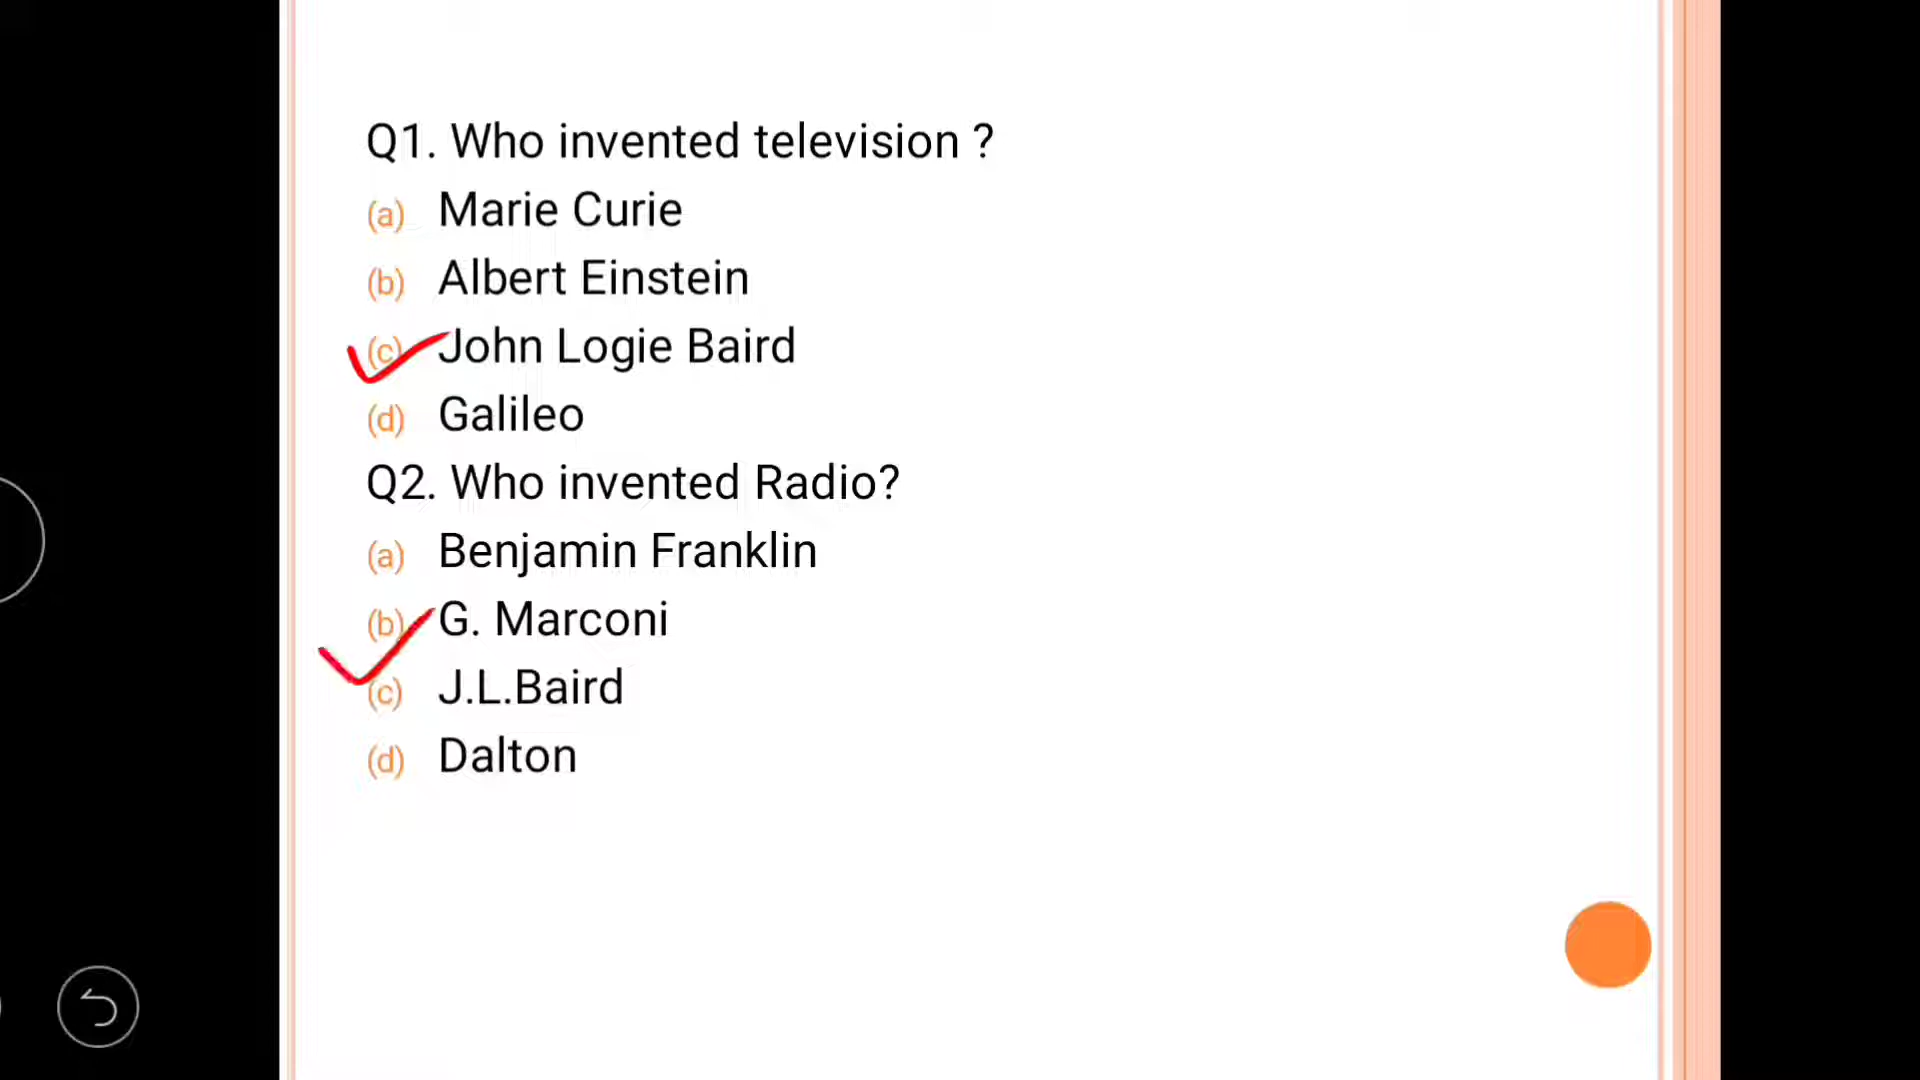 Q1. Who invented television ?
(a) Marie Curie
(b) Albert Einstein
(c) John Logie Baird
(d) Galileo
Q2. Who invented Radio?
(a) Benjamin Franklin
(b) G. Marconi
(c) J.L.Baird
(d) Dalton